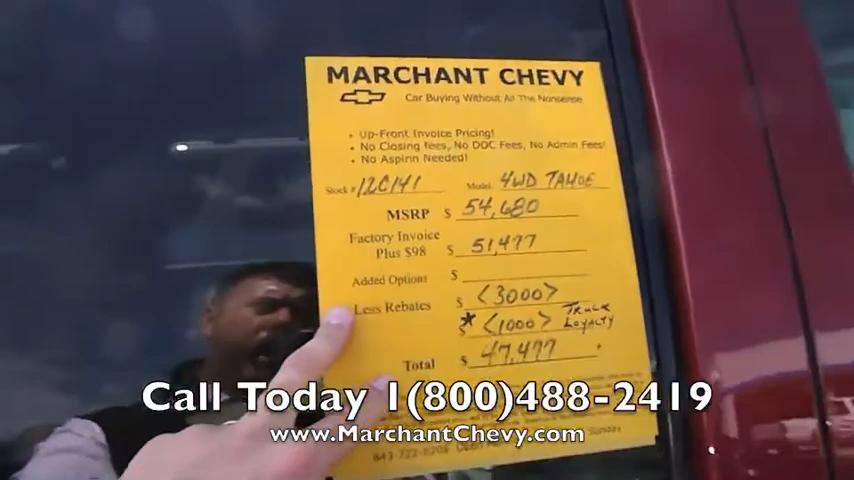 MARCHANT CHEVY
Car Buying Without All The Nonsense
• Up-Front Invoice Pricing!
• No Closing fees, No DOC Fees, No Admin Fees!
• No Aspirin Needed!
Stock # 12C141 Model 4WD TAHOE
MSRP $ 54,680
Factory Invoice
Plus $98 $ 51,477
Added Options $
Less Rebates $ <3000>
$ * <1000> TRUCK
LOYALTY
Total $ 47,477
Call Today 1(800)488-2419
www.MarchantChevy.com
Sunday